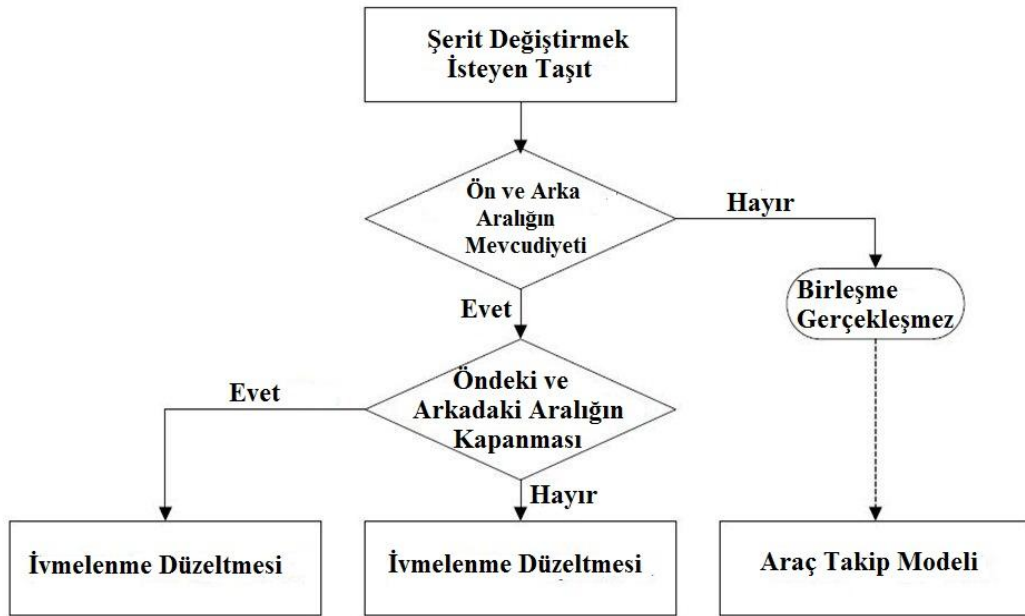 Şerit Değiştirmek
İsteyen Taşıt
Ön ve Arka
Aralığın
Mevcudiyeti
Hayır
Birleşme
Gerçekleşmez
Evet
Öndeki ve
Arkadaki Aralığın
Kapanması
Evet
Hayır
İvmelenme Düzeltmesi
İvmelenme Düzeltmesi
Araç Takip Modeli